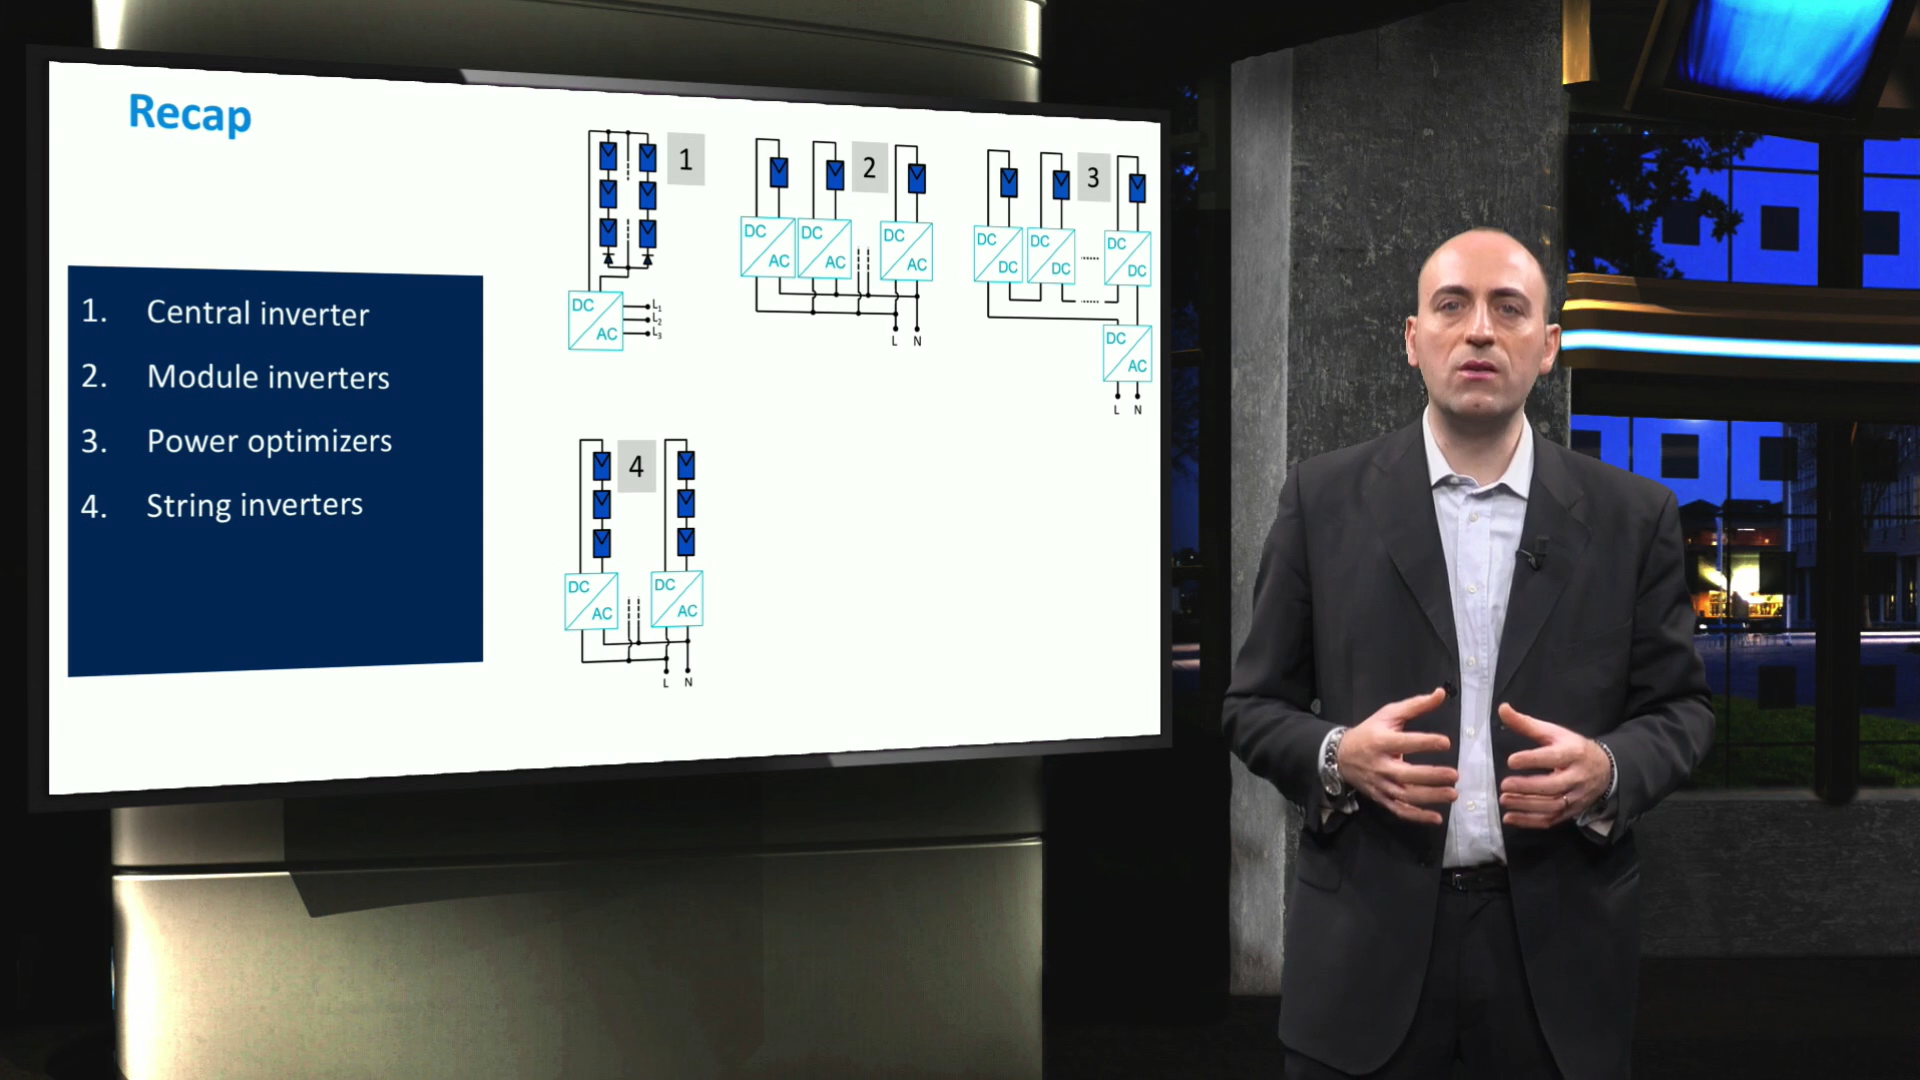 Recap
1. Central inverter
2. Module inverters
3. Power optimizers
4. String inverters
1
DC
AC
L1
L2
L3
2
DC
AC
DC
AC
DC
AC
L N
3
DC
DC
DC
DC
DC
DC
DC
AC
L N
4
DC
AC
DC
AC
L N